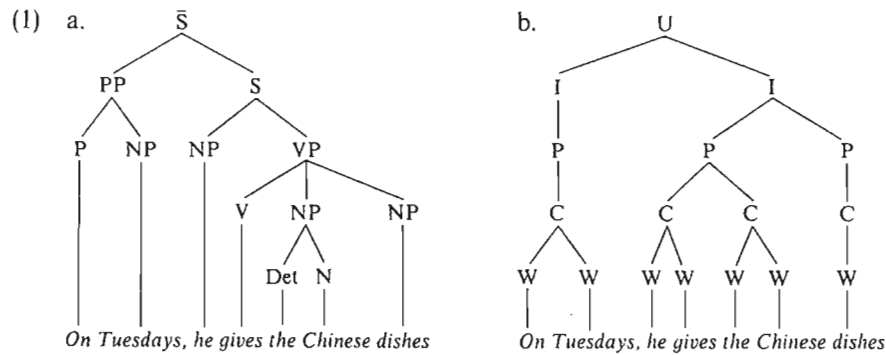 (1) a. S̄ b. U
PP S I I
P NP NP VP P P P
V NP NP C C C C
Det N W W W W W W W
On Tuesdays, he gives the Chinese dishes On Tuesdays, he gives the Chinese dishes